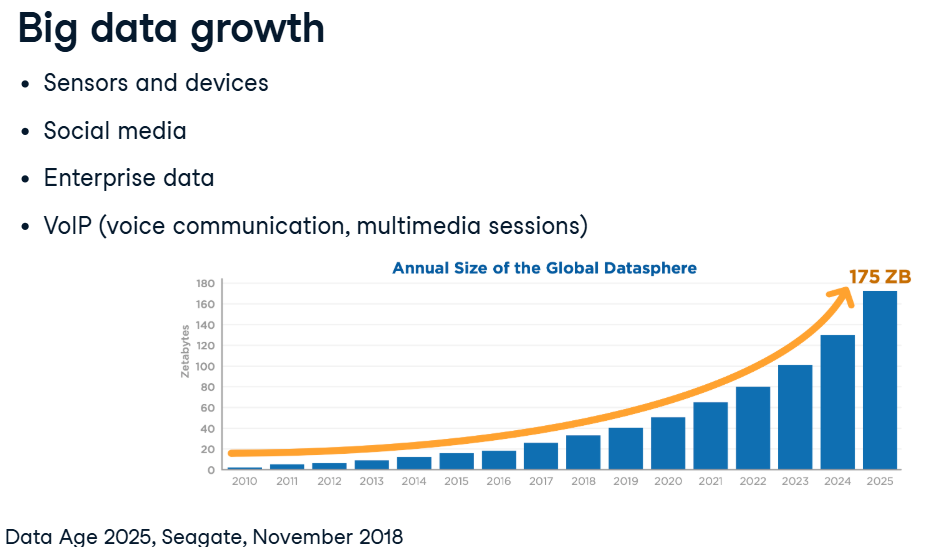 Big data growth
• Sensors and devices
• Social media
• Enterprise data
• VoIP (voice communication, multimedia sessions)
Annual Size of the Global Datasphere
175 ZB
Zetabytes
180
160
140
120
100
80
60
40
20
0
2010 2011 2012 2013 2014 2015 2016 2017 2018 2019 2020 2021 2022 2023 2024 2025
Data Age 2025, Seagate, November 2018